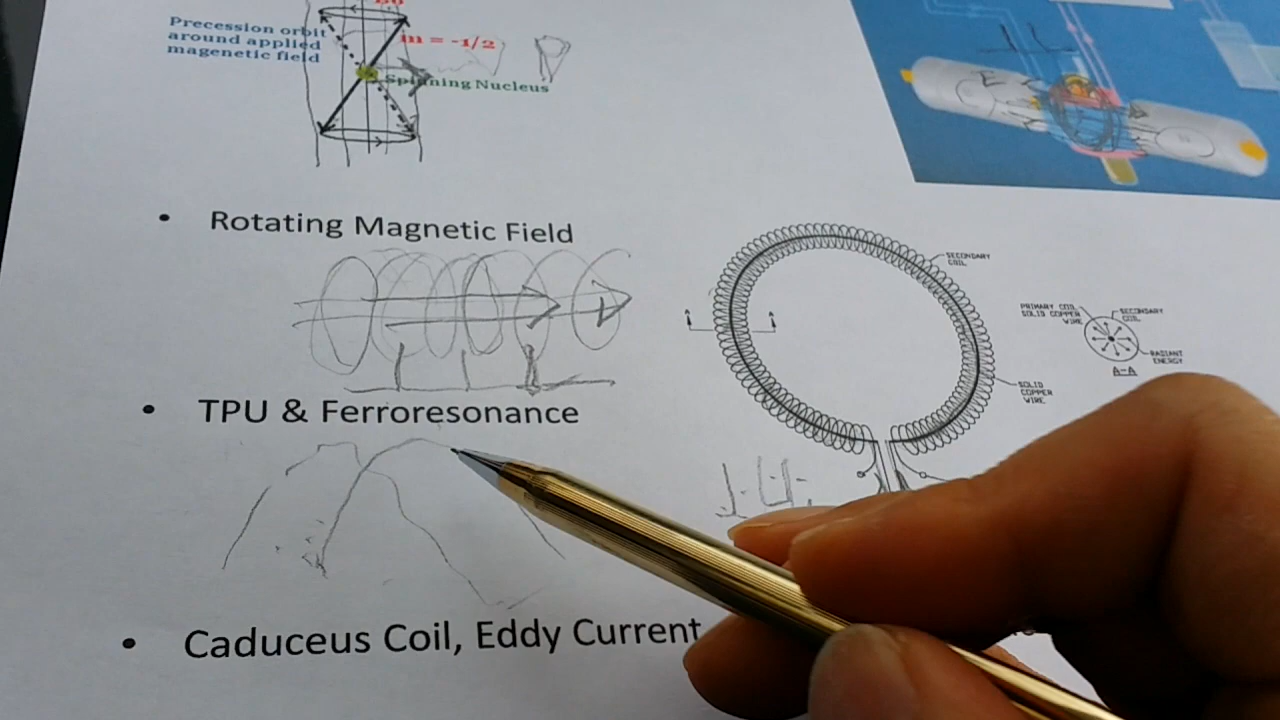 Precession orbit
around applied
magenetic field
m = -1/2
Spinning Nucleus
• Rotating Magnetic Field
SECONDARY
COIL
PRIMARY COIL
SOLID COPPER
WIRE
SECONDARY
COIL
RADIANT
ENERGY
A-A
SOLID
COPPER
WIRE
• TPU & Ferroresonance
• Caduceus Coil, Eddy Current